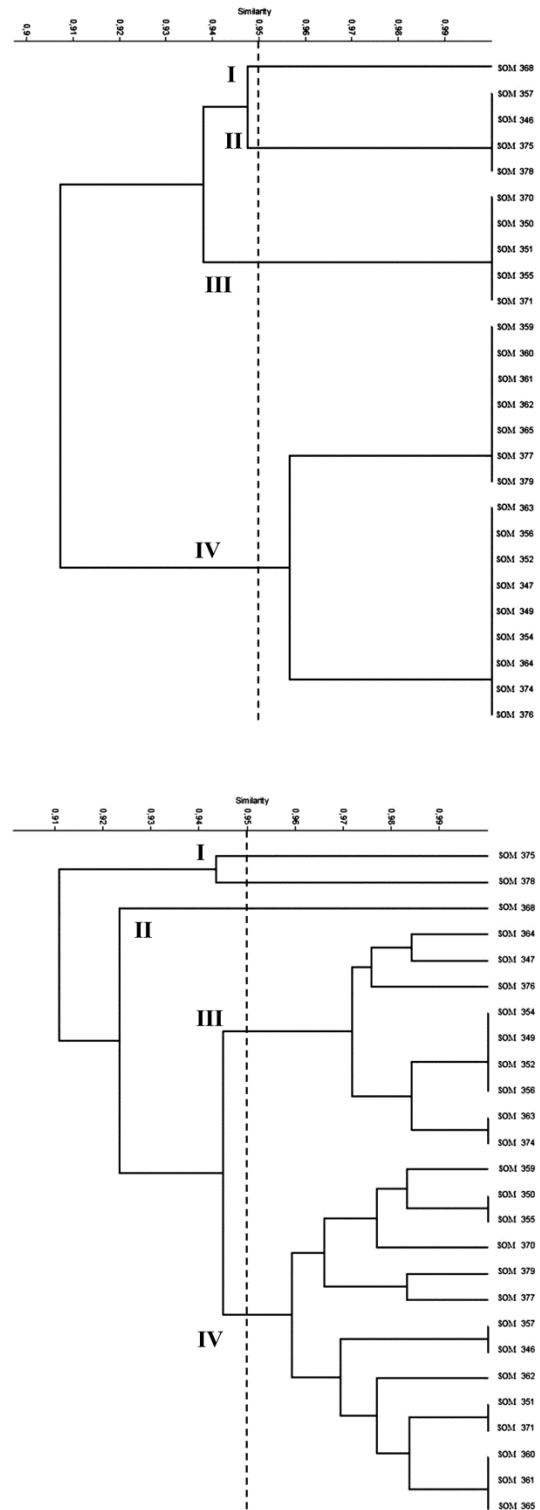 Similarity
0.9 0.91 0.92 0.93 0.94 0.95 0.96 0.97 0.98 0.99
I
II
III
IV
SOM 368
SOM 357
SOM 346
SOM 375
SOM 378
SOM 370
SOM 350
SOM 351
SOM 355
SOM 371
SOM 359
SOM 360
SOM 361
SOM 362
SOM 365
SOM 377
SOM 379
SOM 363
SOM 356
SOM 352
SOM 347
SOM 349
SOM 354
SOM 364
SOM 374
SOM 376
Similarity
0.91 0.92 0.93 0.94 0.95 0.96 0.97 0.98 0.99
I
II
III
IV
SOM 375
SOM 378
SOM 368
SOM 364
SOM 347
SOM 376
SOM 354
SOM 349
SOM 352
SOM 356
SOM 363
SOM 374
SOM 359
SOM 350
SOM 355
SOM 370
SOM 379
SOM 377
SOM 357
SOM 346
SOM 362
SOM 351
SOM 371
SOM 360
SOM 361
SOM 365